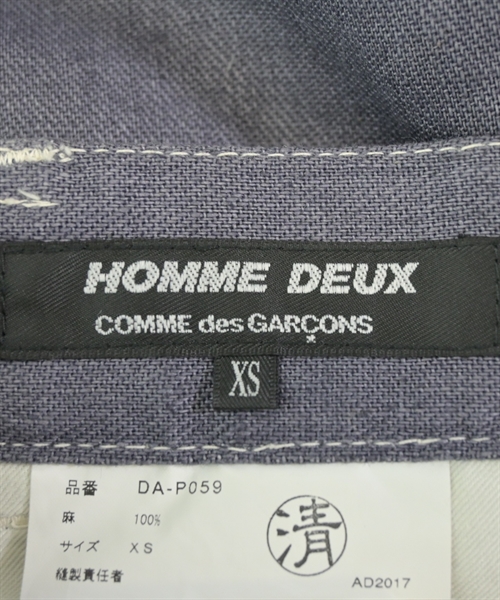 HOMME DEUX
COMME des GARÇONS
XS
品番 DA-P059
麻 100%
サイズ XS
縫製責任者
清
AD2017